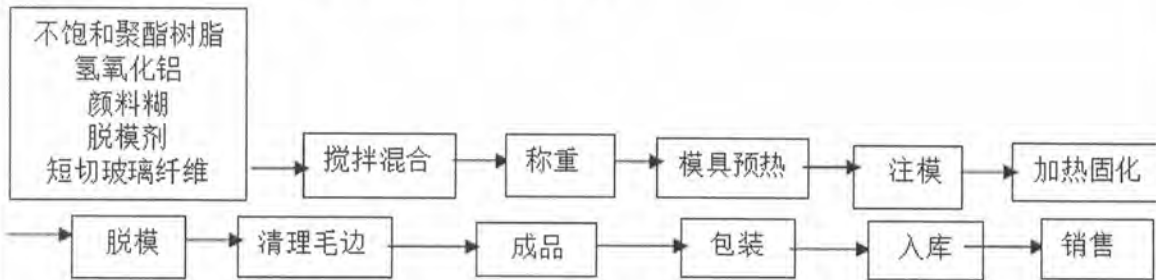 不饱和聚酯树脂
氢氧化铝
颜料糊
脱模剂
短切玻璃纤维
搅拌混合
称重
模具预热
注模
加热固化
脱模
清理毛边
成品
包装
入库
销售